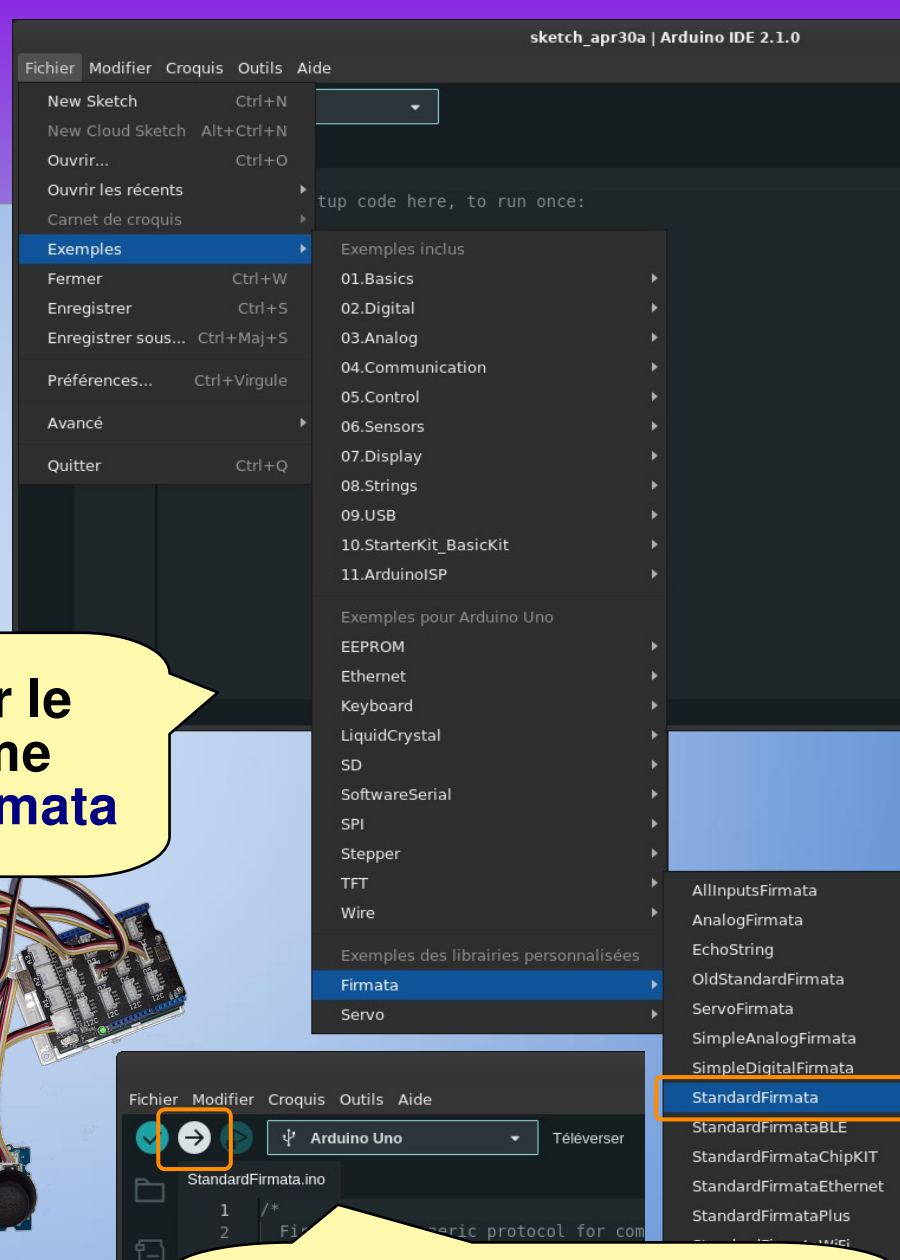 sketch_apr30a | Arduino IDE 2.1.0
Fichier Modifier Croquis Outils Aide
New Sketch Ctrl+N
New Cloud Sketch Alt+Ctrl+N
Ouvrir... Ctrl+O
Ouvrir les récents
Carnet de croquis
Exemples
Fermer Ctrl+W
Enregistrer Ctrl+S
Enregistrer sous... Ctrl+Maj+S
Préférences... Ctrl+Virgule
Avancé
Quitter Ctrl+Q
tup code here, to run once:
Exemples inclus
01.Basics
02.Digital
03.Analog
04.Communication
05.Control
06.Sensors
07.Display
08.Strings
09.USB
10.StarterKit_BasicKit
11.ArduinoISP
Exemples pour Arduino Uno
EEPROM
Ethernet
Keyboard
LiquidCrystal
SD
SoftwareSerial
SPI
Stepper
TFT
Wire
Exemples des librairies personnalisées
Firmata
Servo
AllInputsFirmata
AnalogFirmata
EchoString
OldStandardFirmata
ServoFirmata
SimpleAnalogFirmata
SimpleDigitalFirmata
StandardFirmata
StandardFirmataBLE
StandardFirmataChipKIT
StandardFirmataEthernet
StandardFirmataPlus
r le
me
mata
I2C
I2C
I2C
Fichier Modifier Croquis Outils Aide
Arduino Uno Téléverser
StandardFirmata.ino
1 /*
2 Fi eric protocol for com